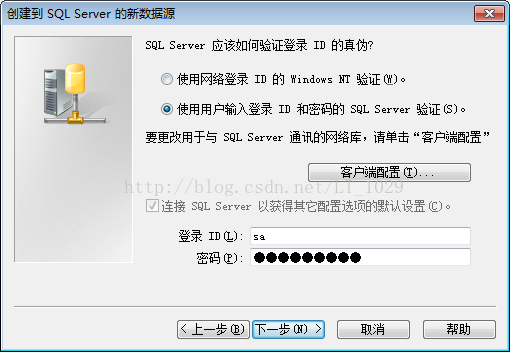 创建到 SQL Server 的新数据源
SQL Server 应该如何验证登录 ID 的真伪?
使用网络登录 ID 的 Windows NT 验证(W)。
使用用户输入登录 ID 和密码的 SQL Server 验证(S)。
要更改用于与 SQL Server 通讯的网络库，请单击“客户端配置”
客户端配置(T)...
http://blog.csdn.net/LT_1029
连接 SQL Server 以获得其它配置选项的默认设置(C)。
登录 ID(L): sa
密码(P): ●●●●●●●●●
< 上一步(B) 下一步(N) > 取消 帮助